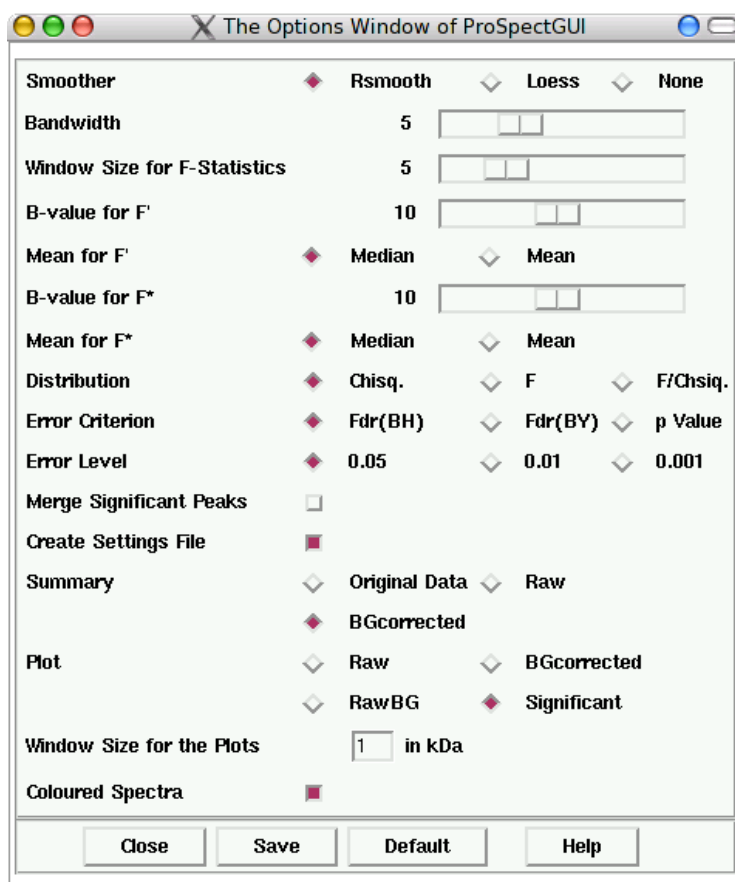 The Options Window of ProSpectGUI
Smoother Rsmooth Loess None
Bandwidth 5
Window Size for F-Statistics 5
B-value for F' 10
Mean for F' Median Mean
B-value for F* 10
Mean for F* Median Mean
Distribution Chisq. F F/Chsiq.
Error Criterion Fdr(BH) Fdr(BY) p Value
Error Level 0.05 0.01 0.001
Merge Significant Peaks
Create Settings File
Summary Original Data Raw
BGcorrected
Plot Raw BGcorrected
RawBG Significant
Window Size for the Plots 1 in kDa
Coloured Spectra
Close Save Default Help